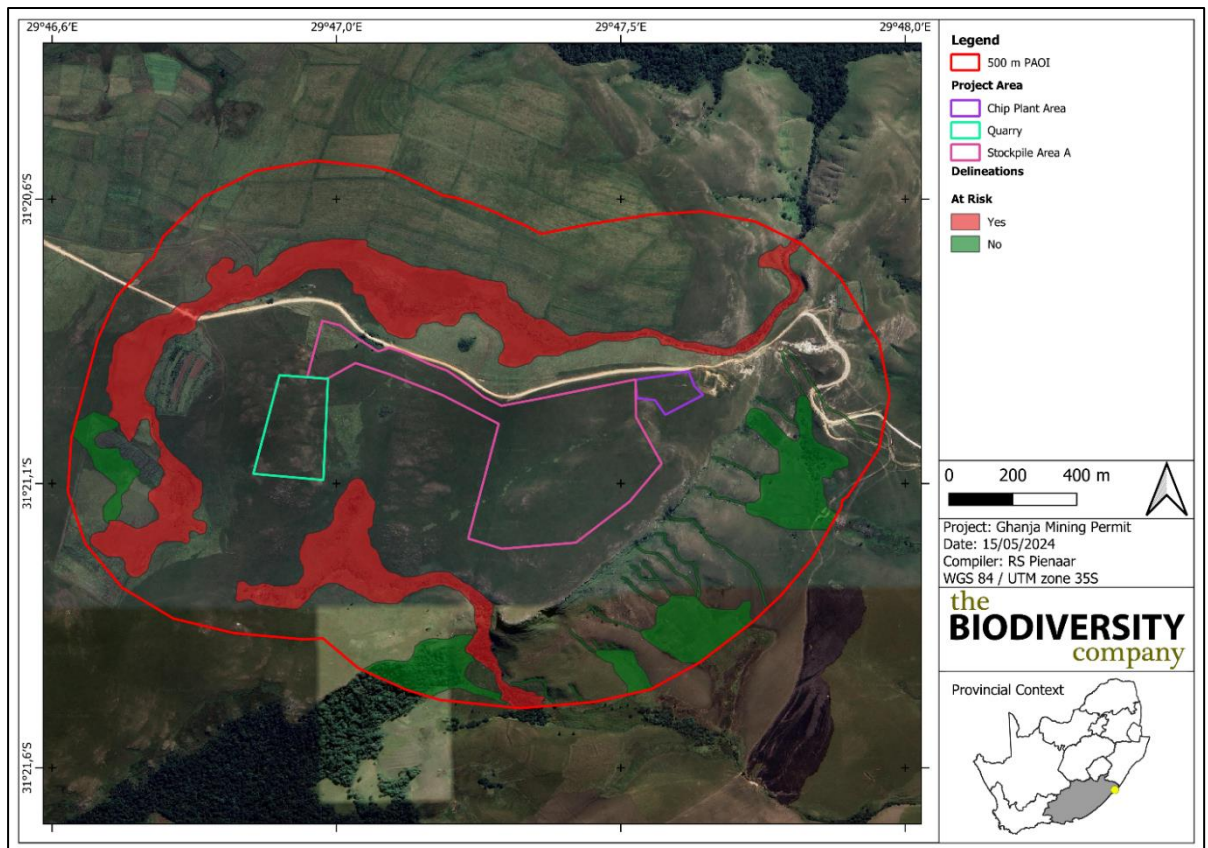 29°46,6'E
29°47,0'E
29°47,5'E
29°48,0'E
31°20,6'S
31°21,1'S
31°21,6'S
Legend
500 m PAOI
Project Area
Chip Plant Area
Quarry
Stockpile Area A
Delineations
At Risk
Yes
No
0 200 400 m
Project: Ghanja Mining Permit
Date: 15/05/2024
Compiler: RS Pienaar
WGS 84 / UTM zone 35S
the
BIODIVERSITY
company
Provincial Context